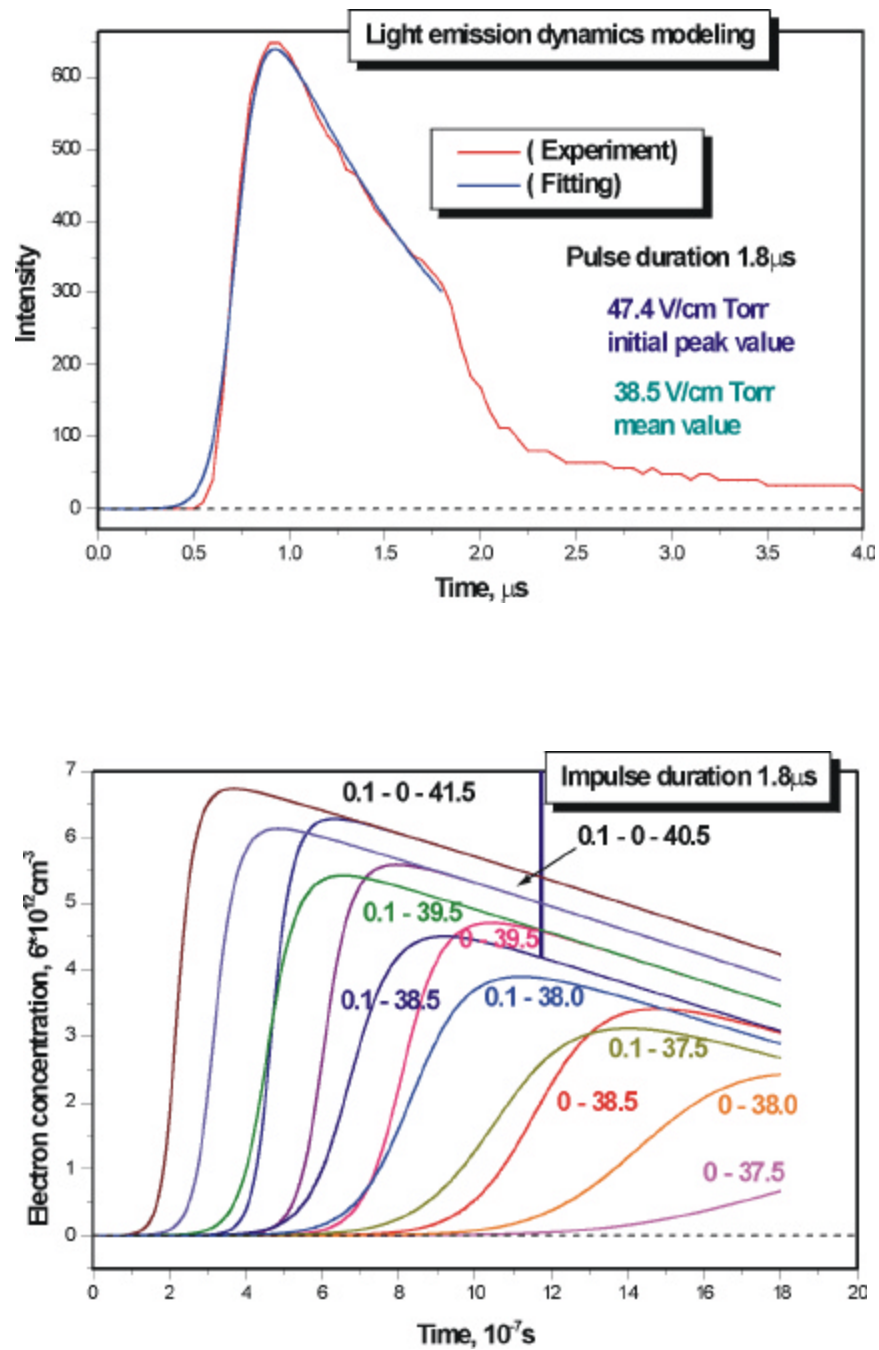 Light emission dynamics modeling
600
500
400
300
200
100
0
Intensity
( Experiment)
( Fitting)
Pulse duration 1.8μs
47.4 V/cm Torr
initial peak value
38.5 V/cm Torr
mean value
0.0 0.5 1.0 1.5 2.0 2.5 3.0 3.5 4.0
Time, μs
7
6
5
4
3
2
1
0
Electron concentration, 6*10¹²cm⁻³
Impulse duration 1.8μs
0.1 - 0 - 41.5
0.1 - 0 - 40.5
0.1 - 39.5
0 - 39.5
0.1 - 38.5
0.1 - 38.0
0.1 - 37.5
0 - 38.5
0 - 38.0
0 - 37.5
0 2 4 6 8 10 12 14 16 18 20
Time, 10⁻⁷s